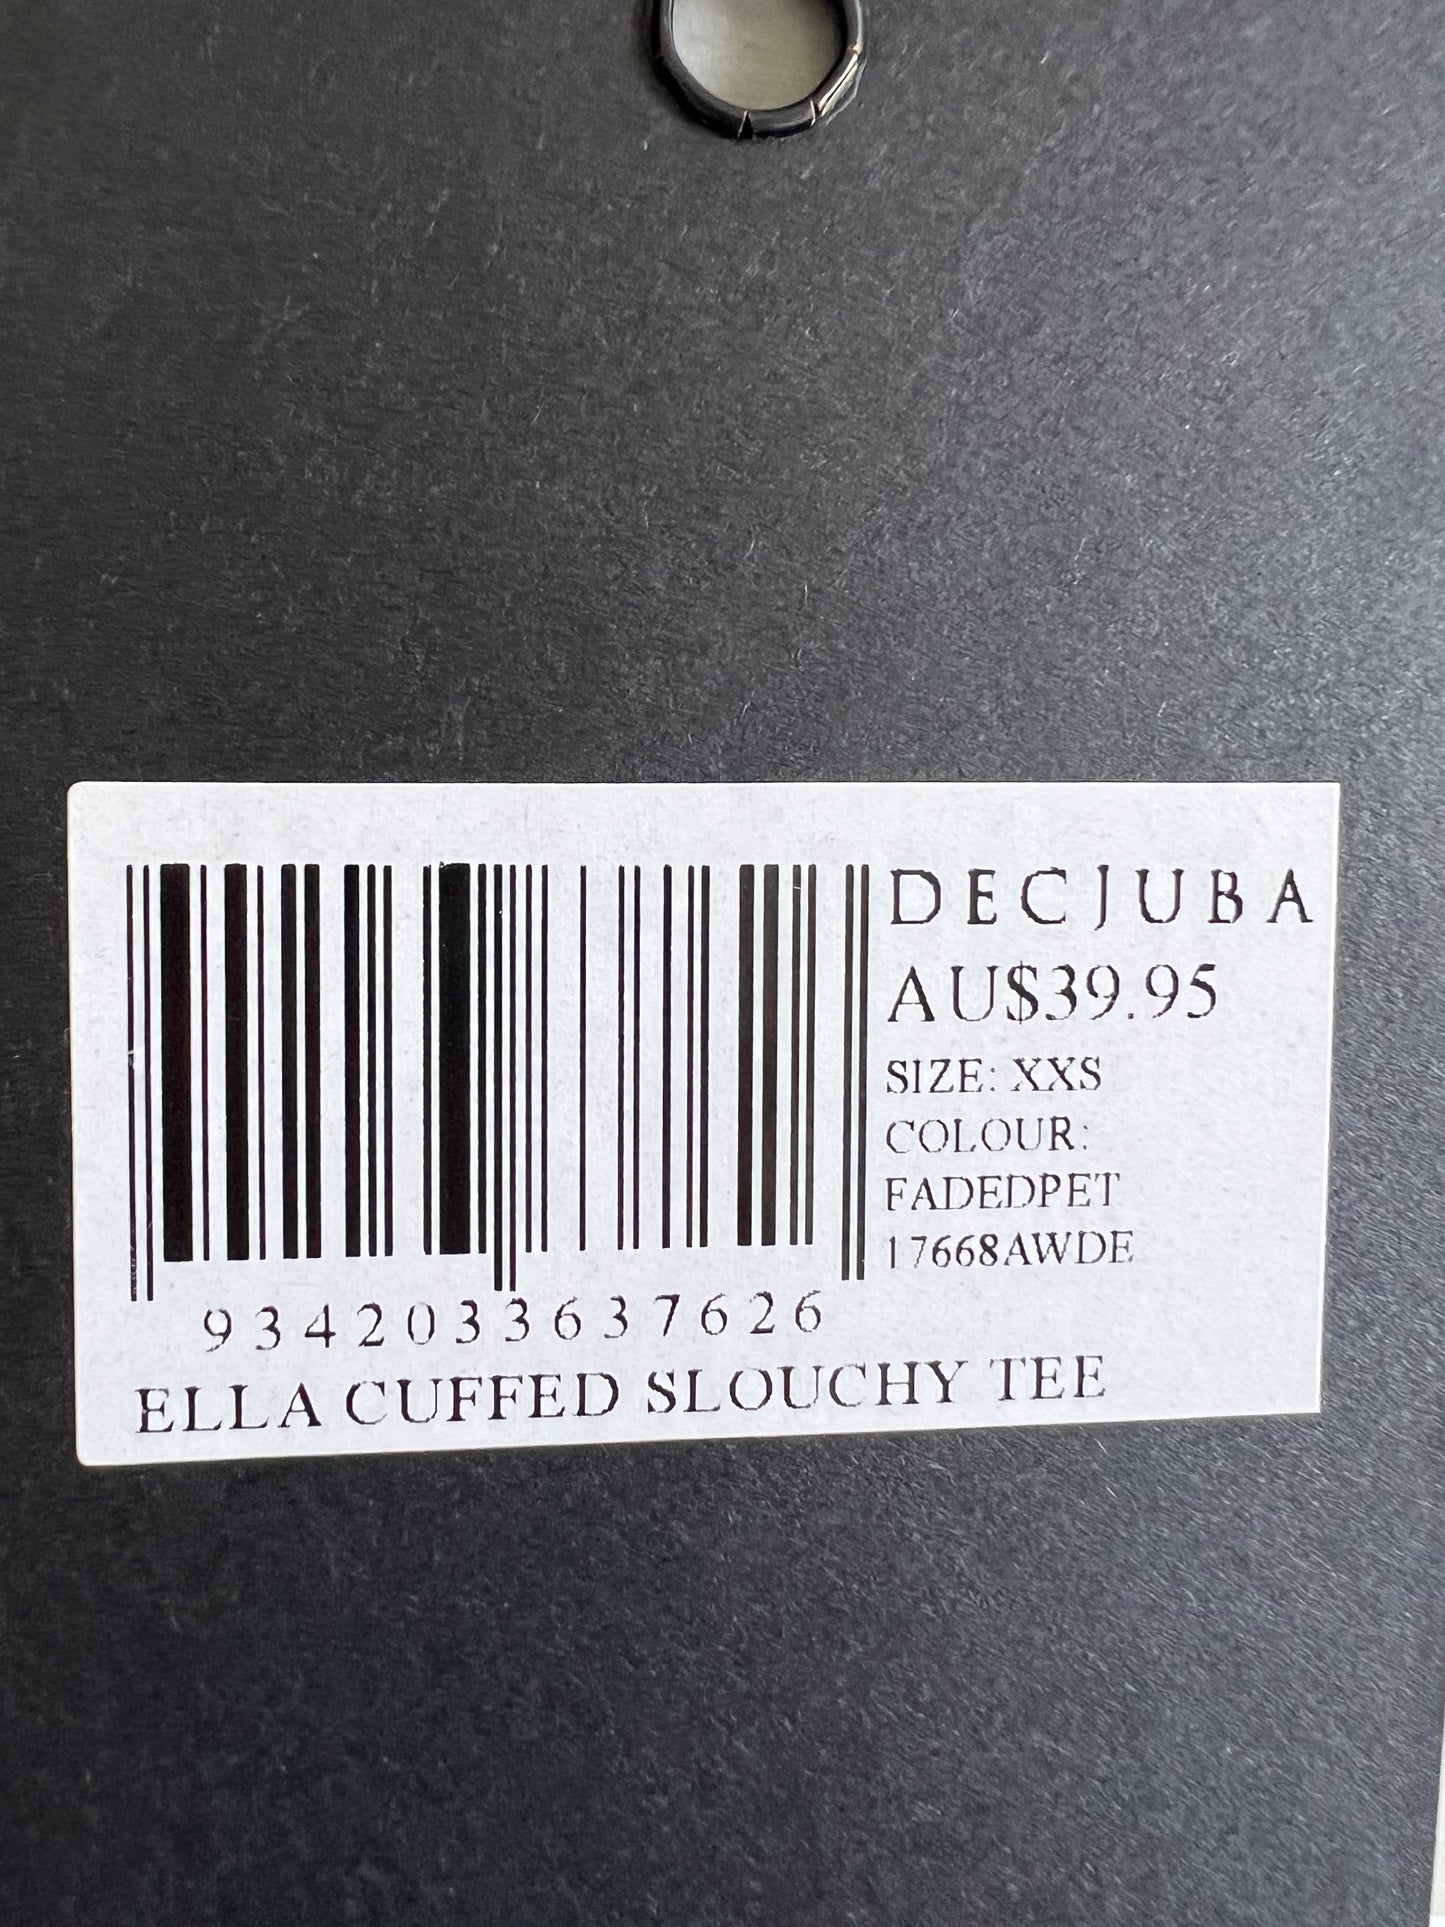 DECJUBA
AU$39.95
SIZE: XXS
COLOUR:
FADEDPET
17668AWDE
9342033637626
ELLA CUFFED SLOUCHY TEE